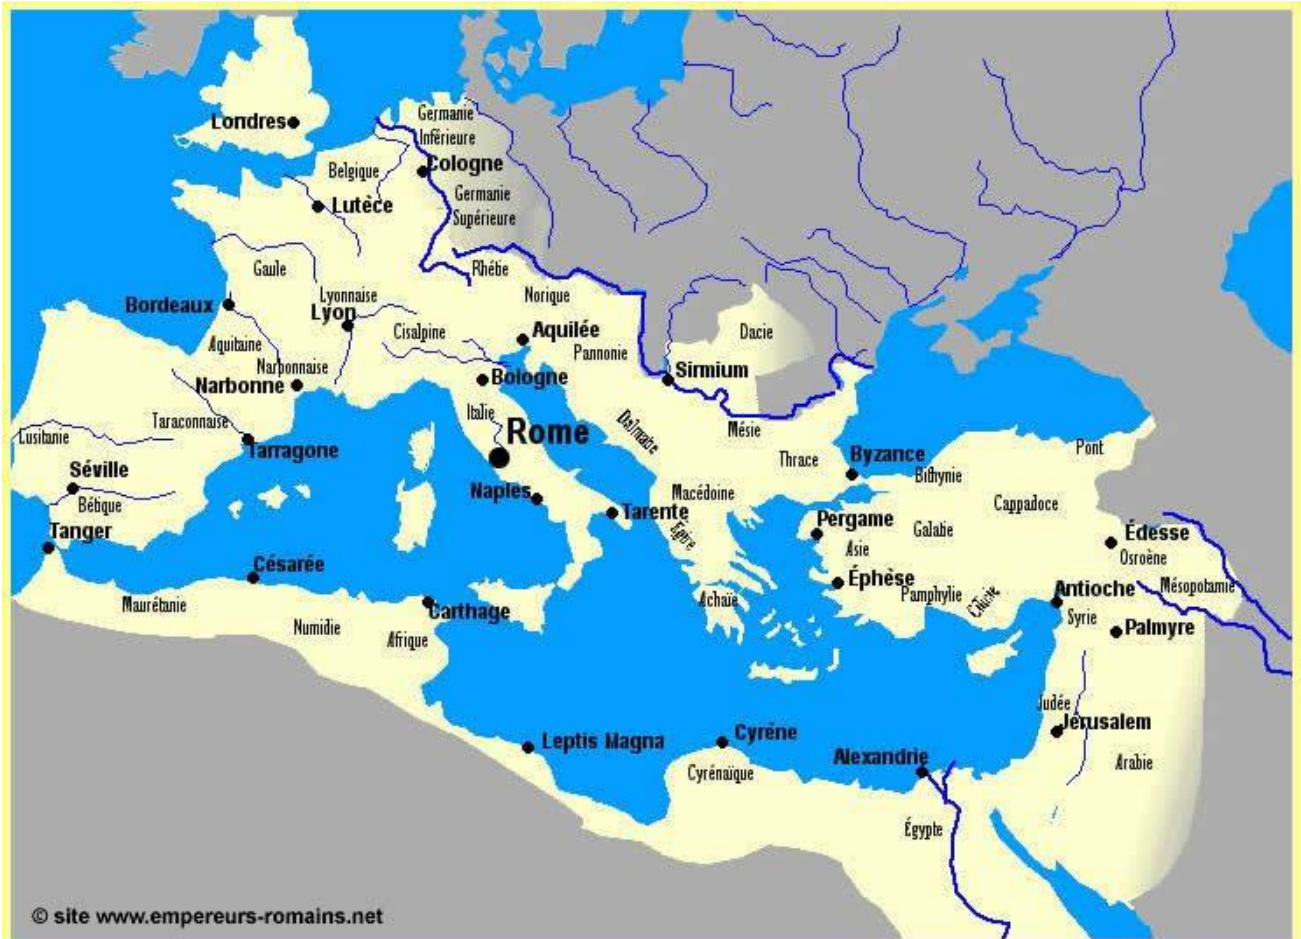 Londres
Germanie
Inférieure
Cologne
Belgique
Germanie
Supérieure
Lutèce
Gaule
Rhétie
Lyonnaise
Norique
Bordeaux
Lyon
Cisalpine
Aquilée
Dacie
Aquitaine
Pannonie
Narbonnaise
Sirmium
Narbonne
Bologne
Italie
Taraconnaise
Rome
Dalmatie
Mésie
Lusitanie
Tarragone
Pont
Thrace
Byzance
Séville
Bithynie
Naples
Macédoine
Cappadoce
Bétique
Tarente
Pergame
Tanger
Épire
Galatie
Édesse
Asie
Osroène
Césarée
Éphèse
Mésopotamie
Antioche
Pamphylie
Cilicie
Achaïe
Maurétanie
Carthage
Syrie
Numidie
Palmyre
Afrique
Judée
Jérusalem
Leptis Magna
Cyréne
Alexandrie
Arabie
Cyrénaïque
Égypte
© site www.empereurs-romains.net